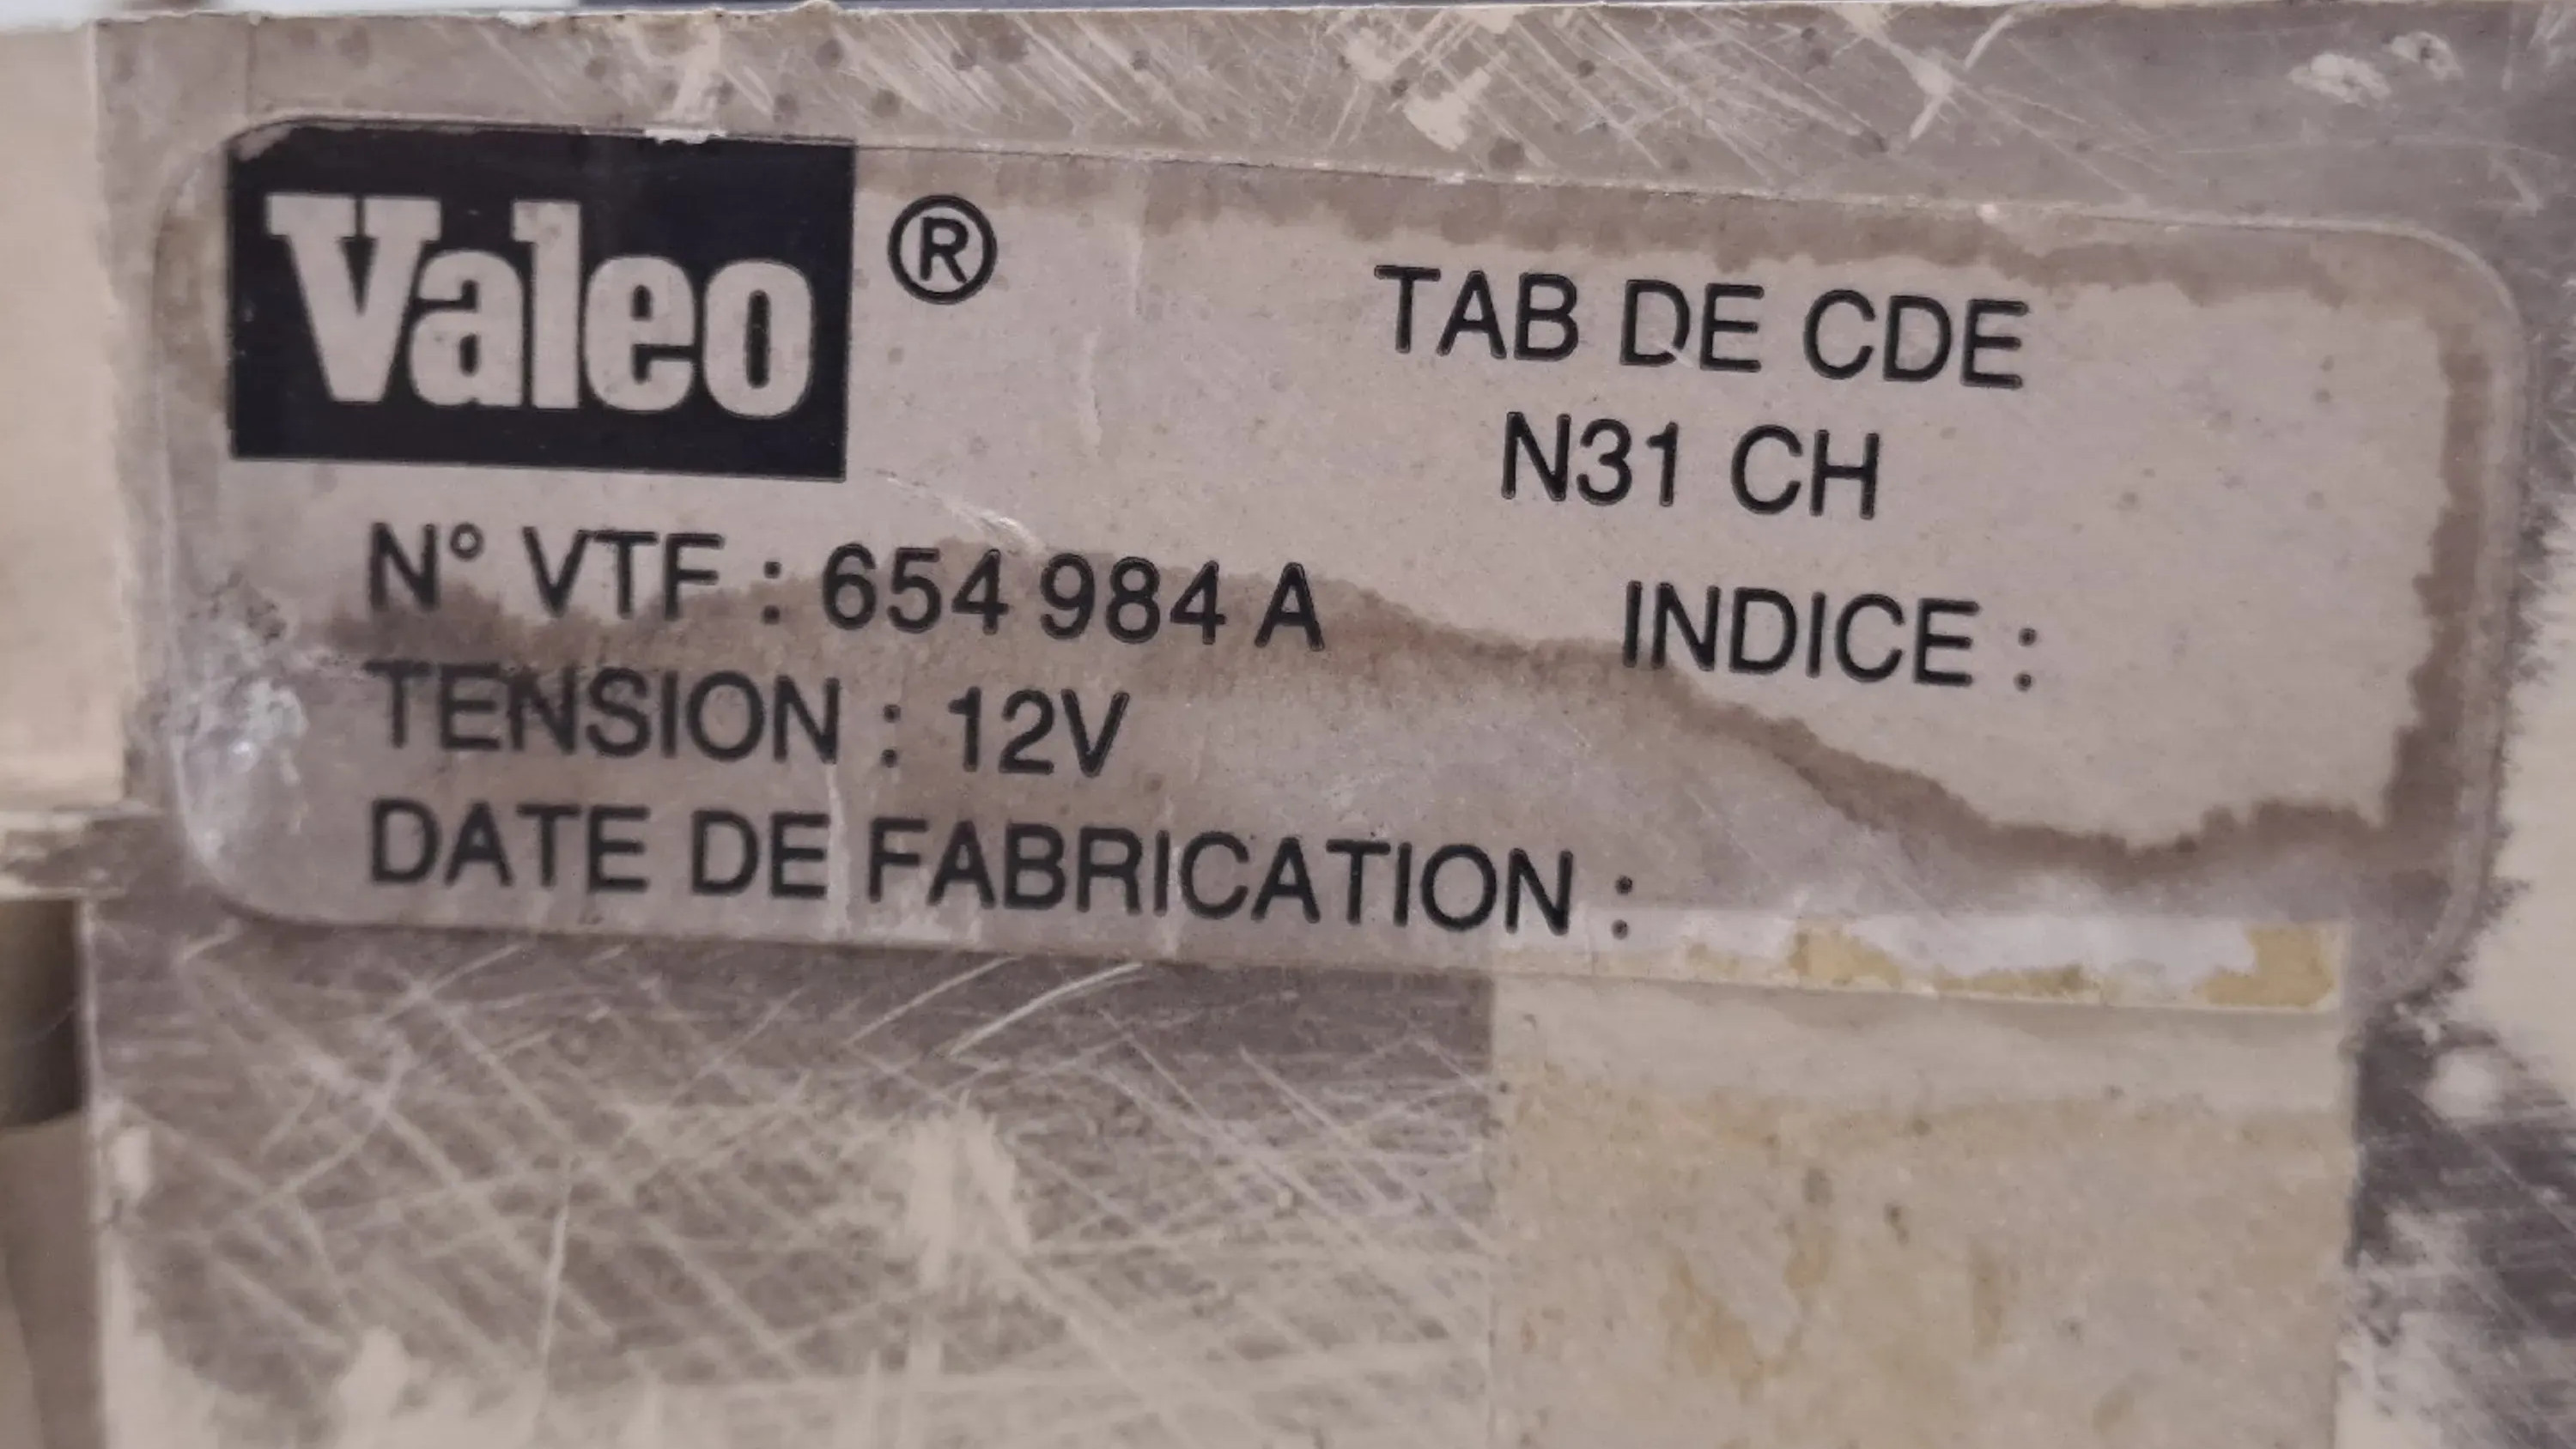 Valeo ®
TAB DE CDE
N31 CH
N° VTF : 654 984 A
INDICE :
TENSION : 12V
DATE DE FABRICATION :